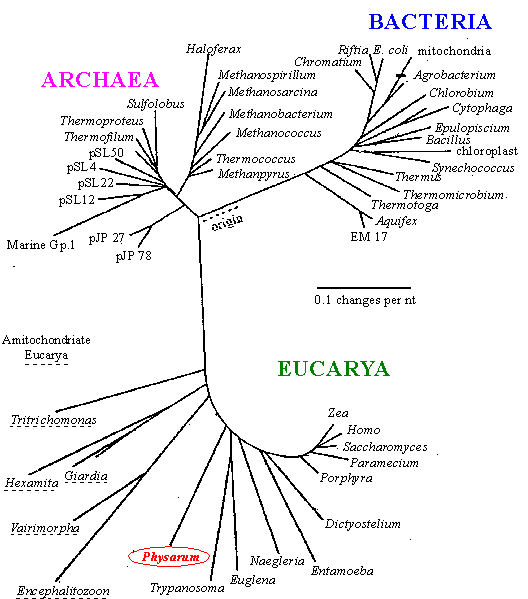 BACTERIA
Haloferax
Riftia
E. coli
mitochondria
Chromatium
ARCHAEA
Methanospirillum
Agrobacterium
Methanosarcina
Chlorobium
Sulfolobus
Cytophaga
Methanobacterium
Thermoproteus
Epulopiscium
Thermofilum
Methanococcus
Bacillus
pSL50
chloroplast
Thermococcus
pSL4
Synechococcus
Methanpyrus
Thermus
pSL22
Thermomicrobium
pSL12
Thermotoga
origin
Aquifex
Marine Gp.1
pJP 27
EM 17
pJP 78
0.1 changes per nt
Amitochondriate
Eucarya
EUCARYA
Tritrichomonas
Zea
Homo
Saccharomyces
Paramecium
Giardia
Porphyra
Hexamita
Vairimorpha
Dictyostelium
Physarum
Naegleria
Entamoeba
Euglena
Trypanosoma
Encephalitozoon